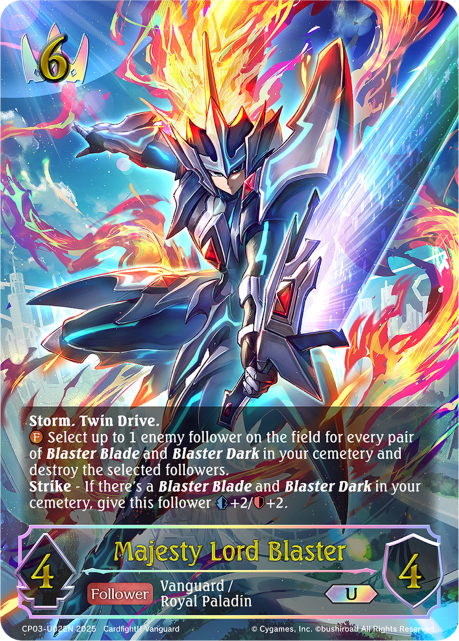 6
Storm. Twin Drive.
F Select up to 1 enemy follower on the field for every pair
of Blaster Blade and Blaster Dark in your cemetery and
destroy the selected followers.
Strike - If there's a Blaster Blade and Blaster Dark in your
cemetery, give this follower +2/+2.
Majesty Lord Blaster
4
4
Follower
Vanguard /
Royal Paladin
U
CP03-U02EN 2025 Cardfight!! Vanguard
© Cygames, Inc. ©bushiroad All Rights Reserved.